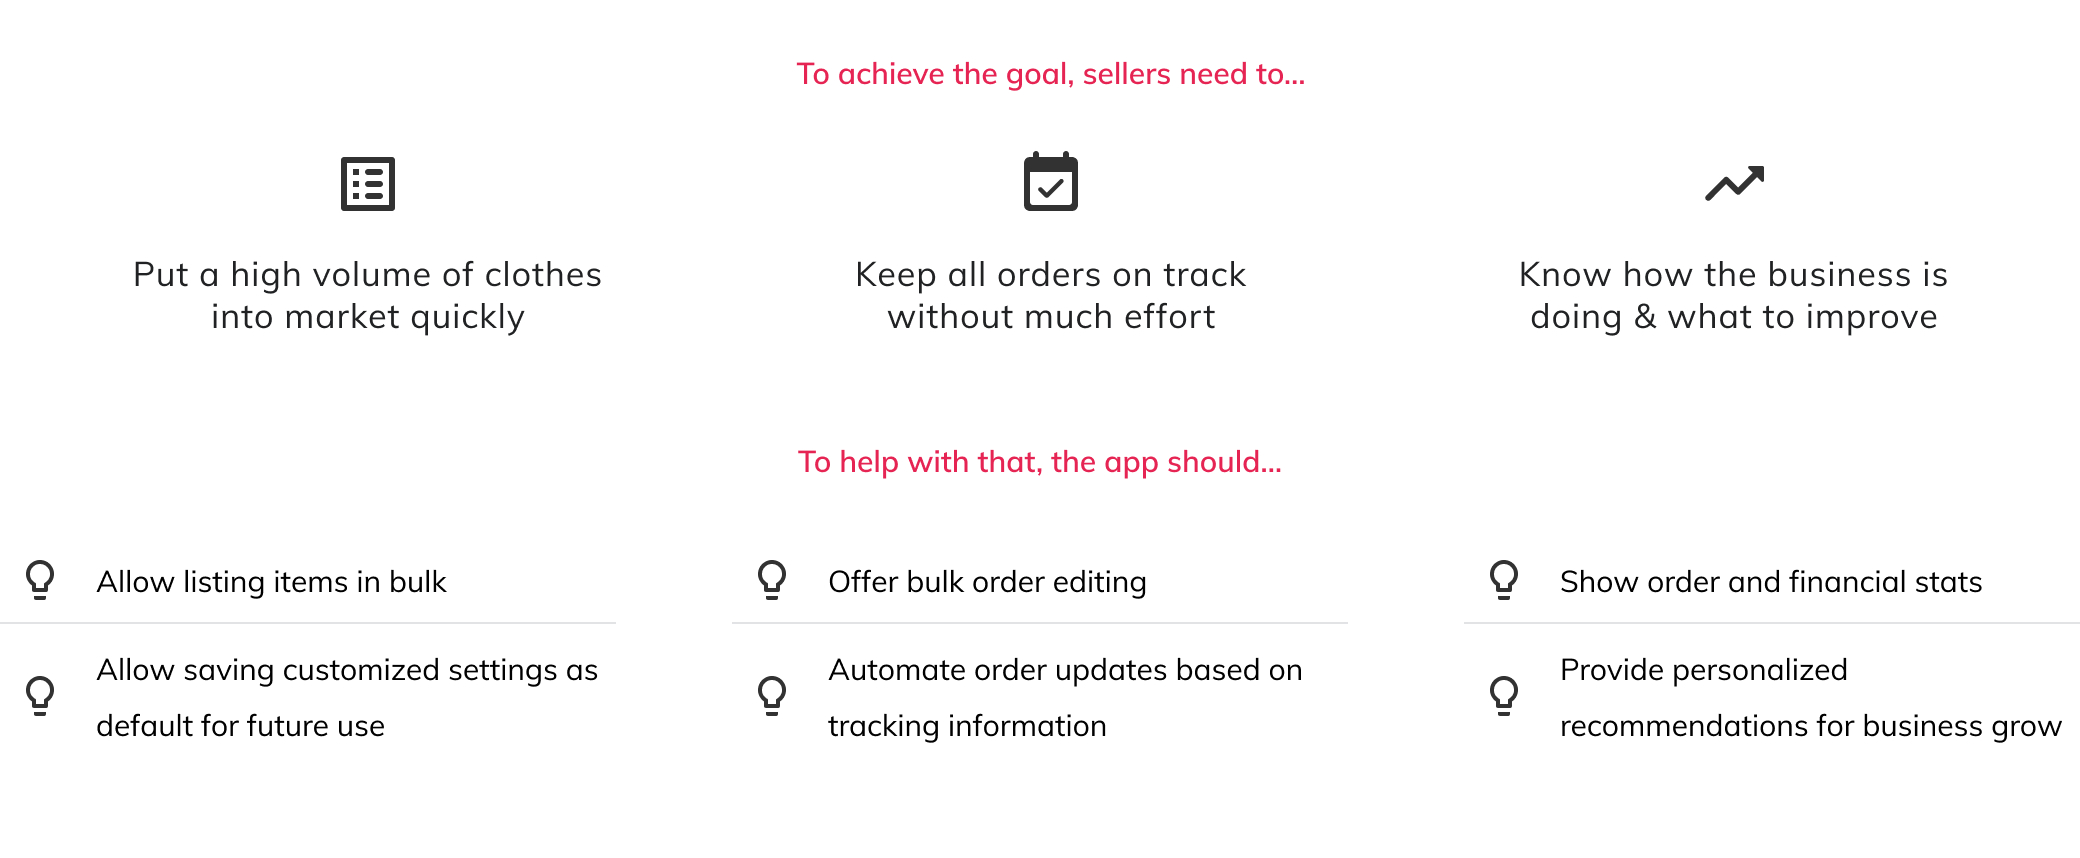 To achieve the goal, sellers need to...
Put a high volume of clothes
into market quickly
Keep all orders on track
without much effort
Know how the business is
doing & what to improve
To help with that, the app should...
Allow listing items in bulk
Allow saving customized settings as
default for future use
Offer bulk order editing
Automate order updates based on
tracking information
Show order and financial stats
Provide personalized
recommendations for business grow